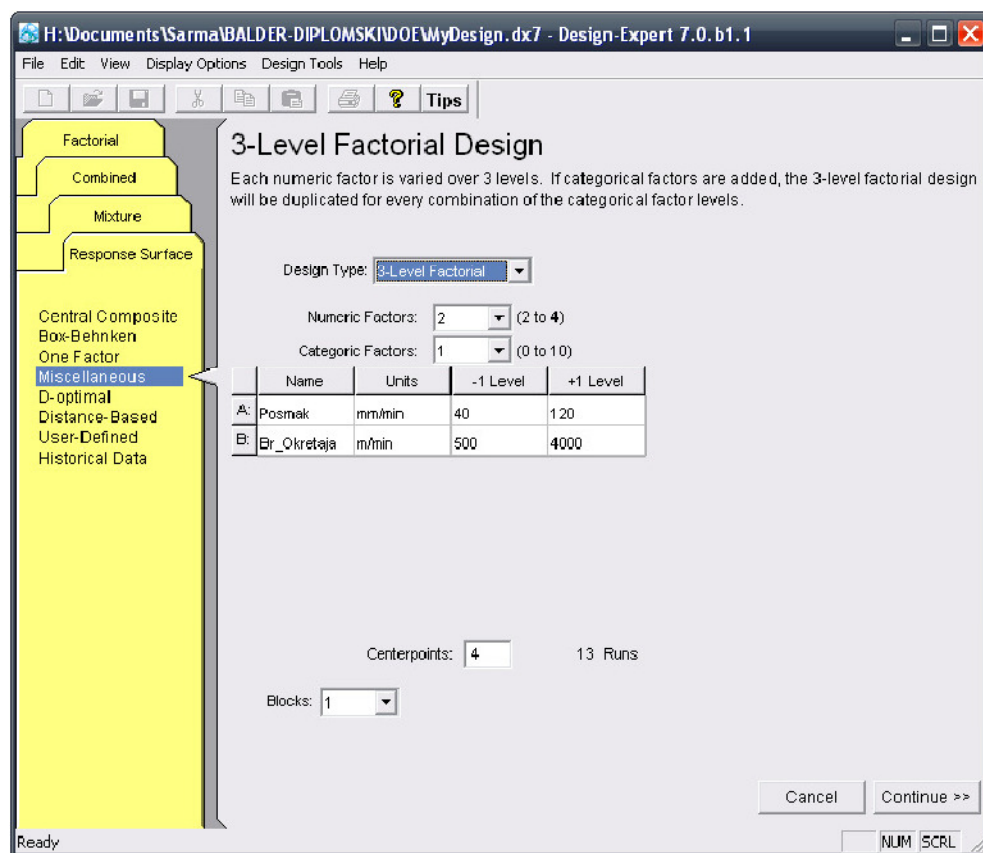 H:\Documents\Sarma\BALDER-DIPLOMSKI\DOE\MyDesign.dx7 - Design-Expert 7.0.b1.1
File Edit View Display Options Design Tools Help
Tips
Factorial
Combined
Mixture
Response Surface
Central Composite
Box-Behnken
One Factor
Miscellaneous
D-optimal
Distance-Based
User-Defined
Historical Data
3-Level Factorial Design
Each numeric factor is varied over 3 levels. If categorical factors are added, the 3-level factorial design
will be duplicated for every combination of the categorical factor levels.
Design Type: 3-Level Factorial
Numeric Factors: 2 (2 to 4)
Categoric Factors: 1 (0 to 10)
Name Units -1 Level +1 Level
A: Posmak mm/min 40 120
B: Br_Okretaja m/min 500 4000
Centerpoints: 4 13 Runs
Blocks: 1
Cancel Continue >>
Ready NUM SCRL